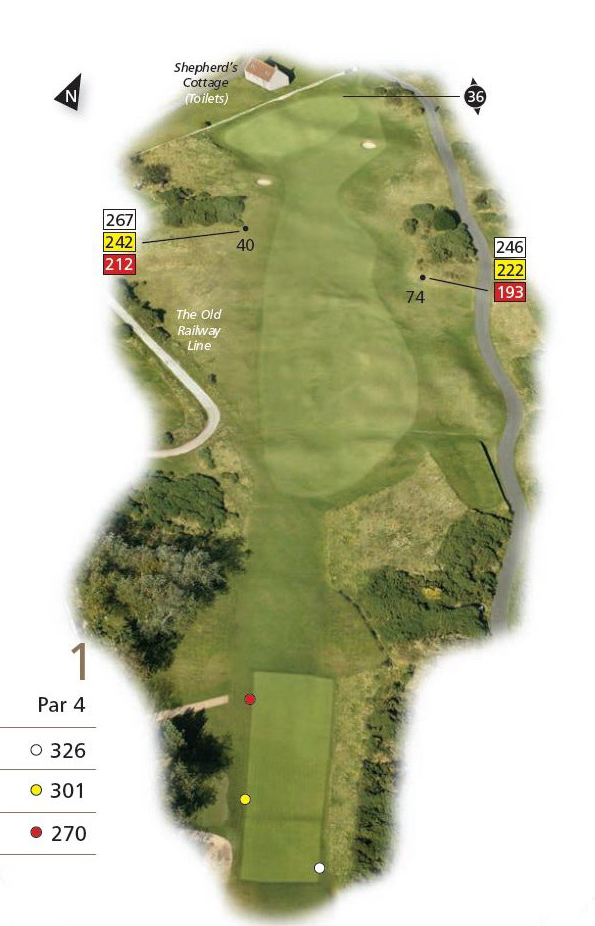 Shepherd's
Cottage
(Toilets)
N
36
267
242
212
40
246
222
193
74
The Old
Railway
Line
1
Par 4
326
301
270